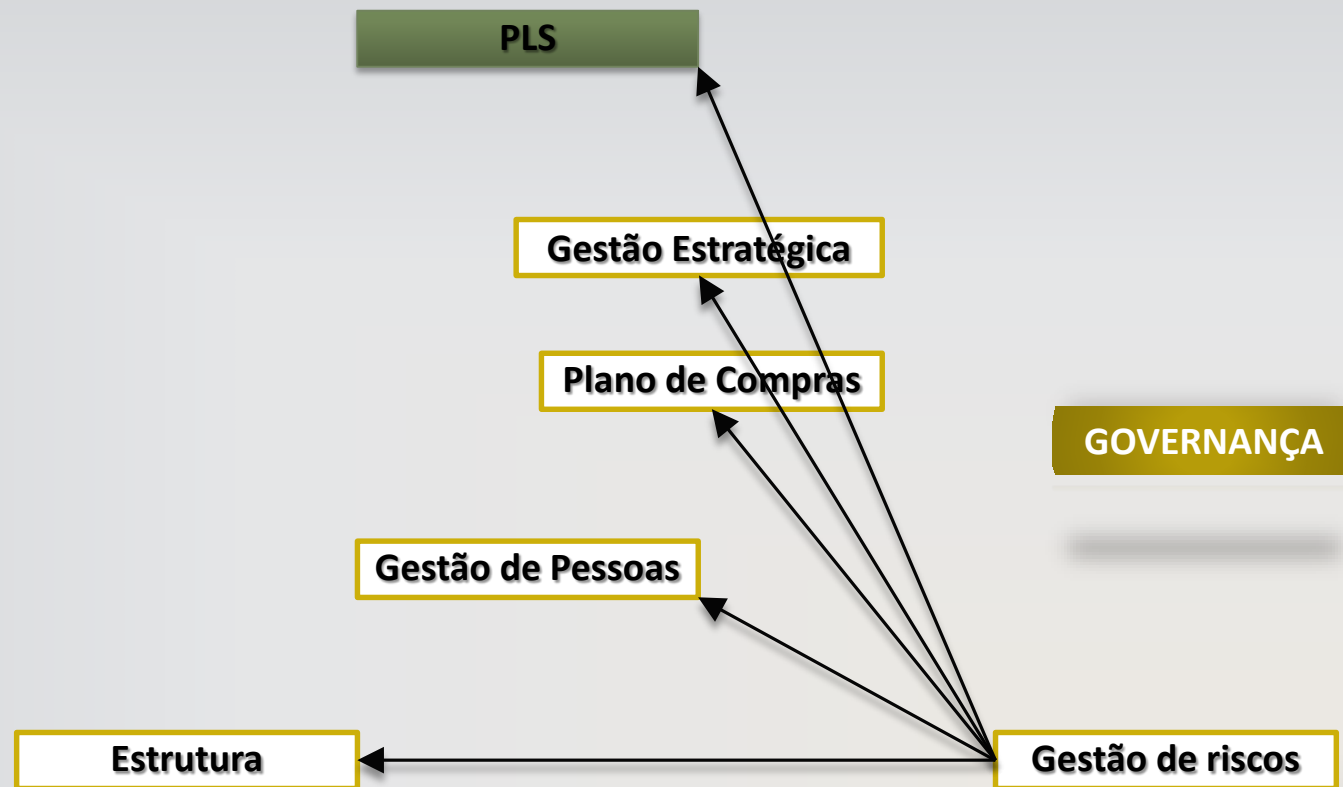 PLS
Gestão Estratégica
Plano de Compras
GOVERNANÇA
Gestão de Pessoas
Estrutura
Gestão de riscos